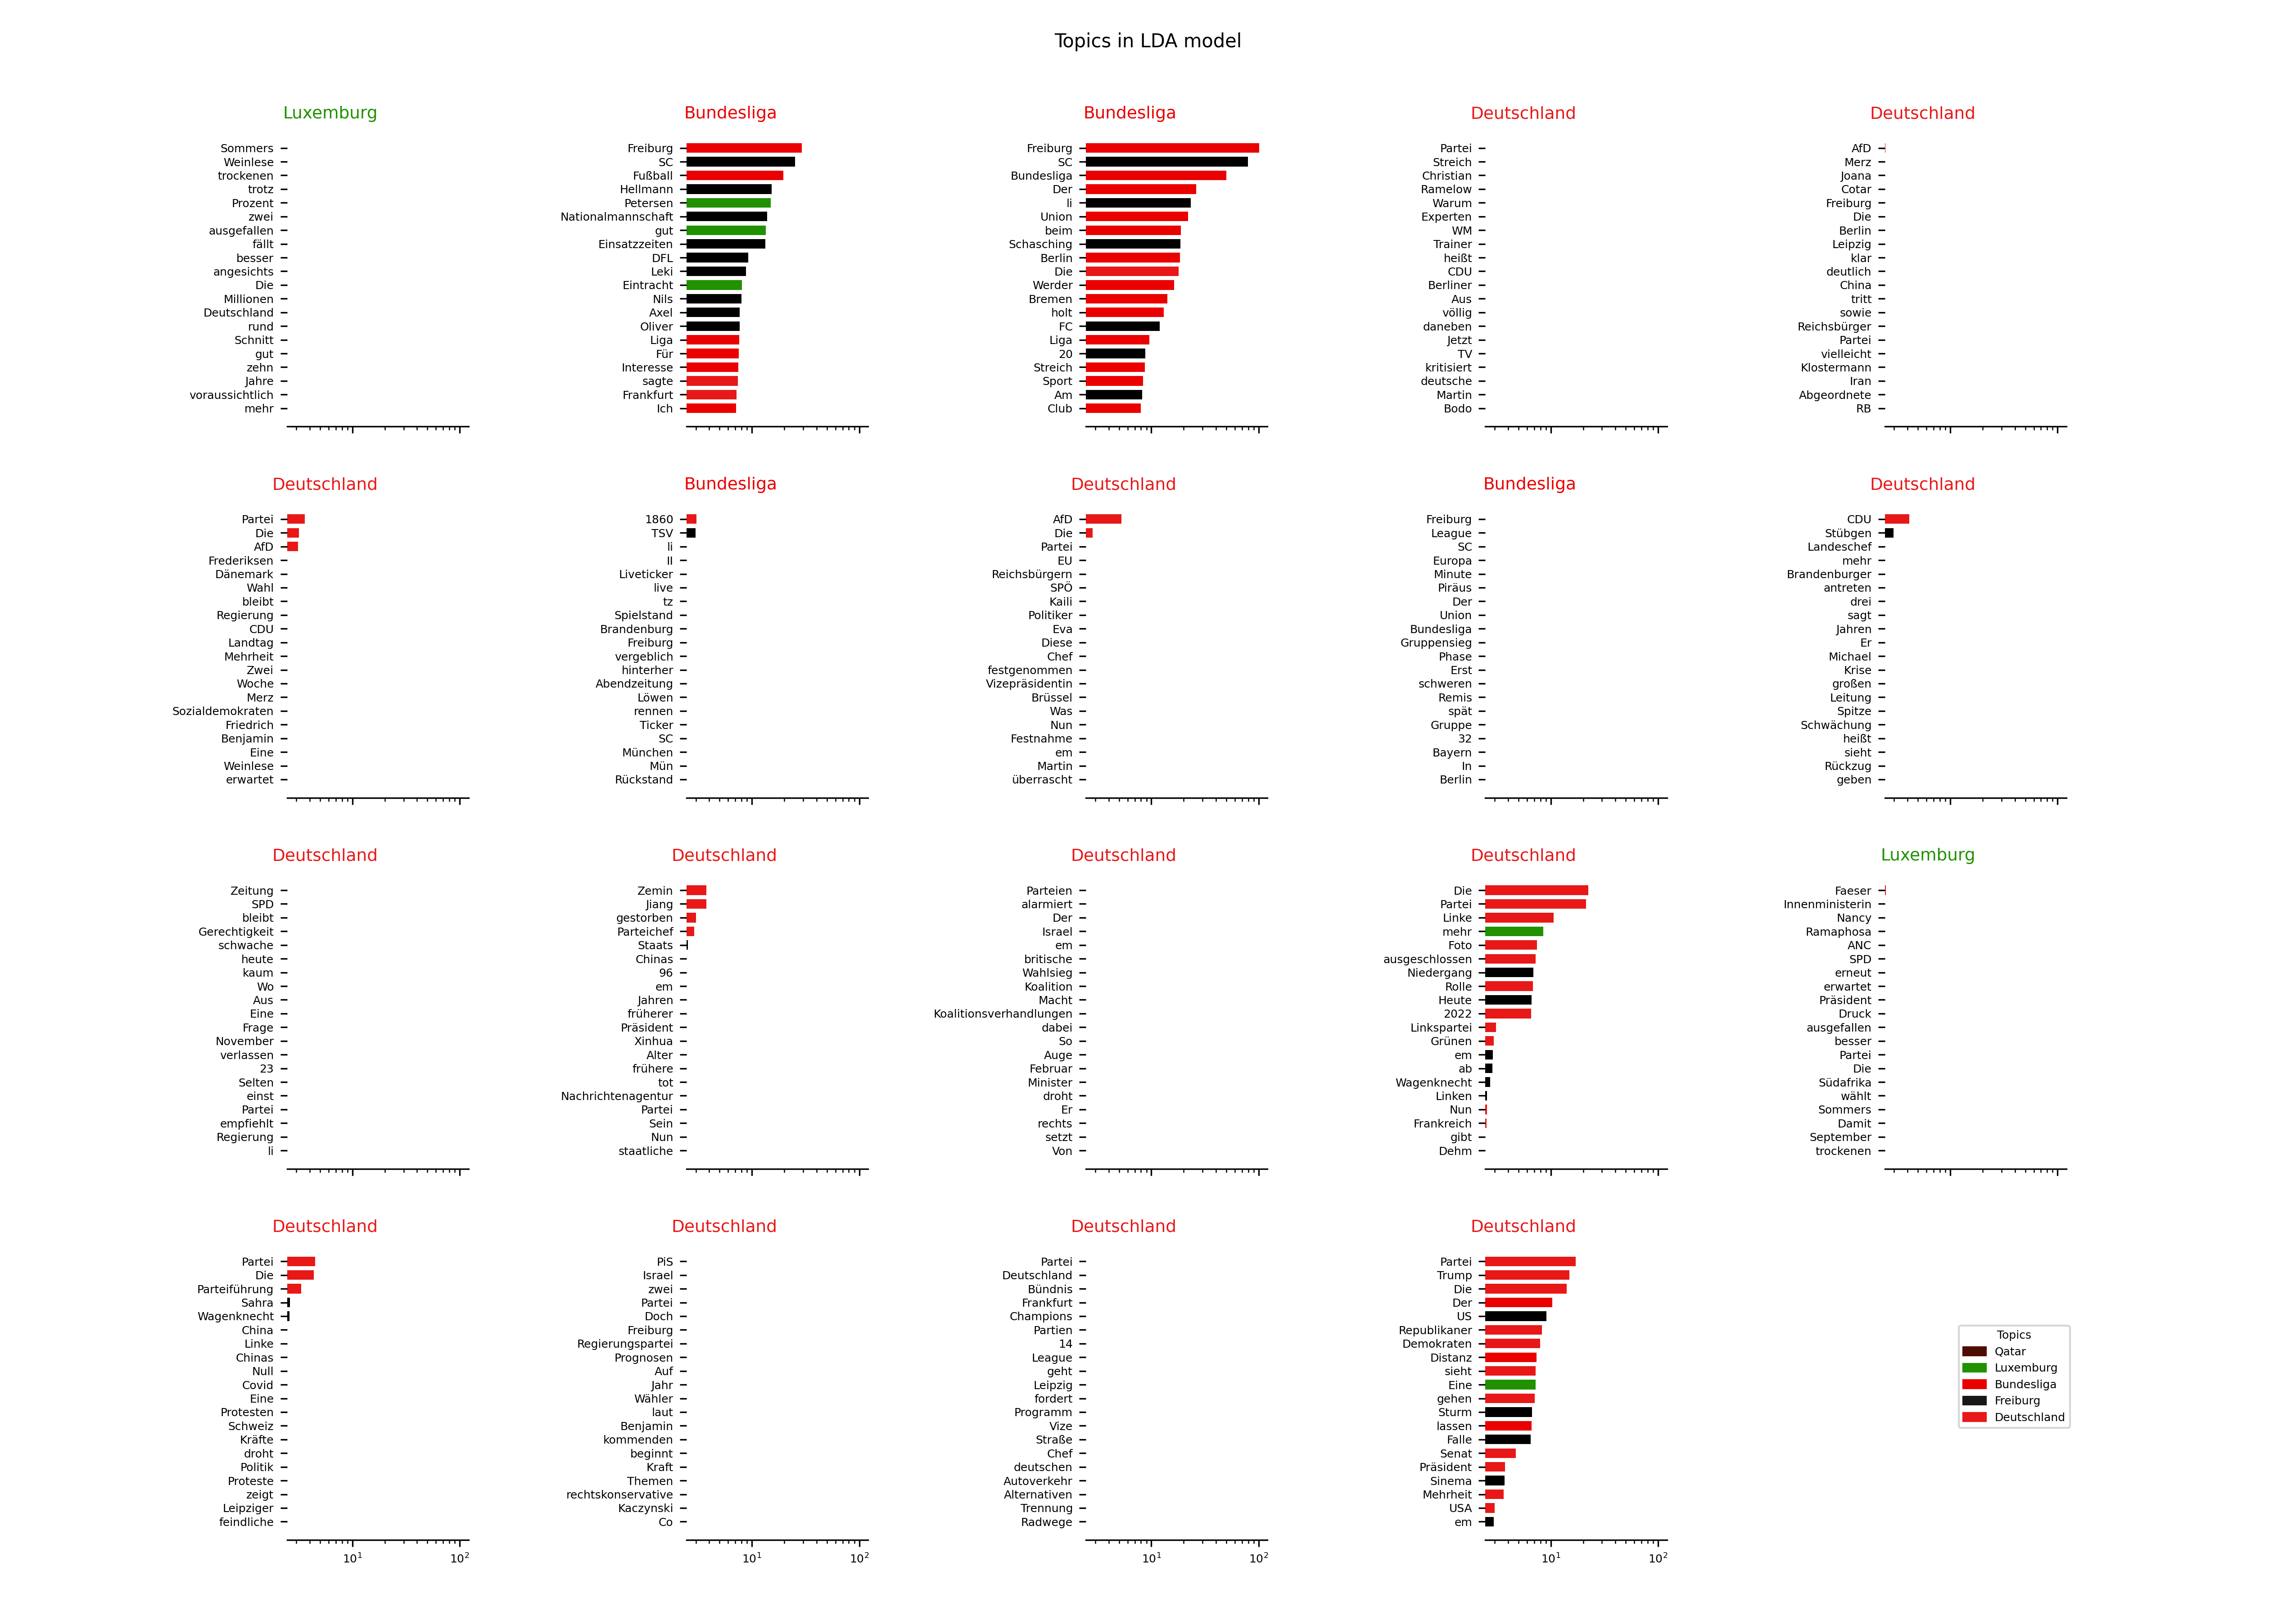 Topics in LDA model
Luxemburg
Sommers
Weinlese
trockenen
trotz
Prozent
zwei
ausgefallen
fällt
besser
angesichts
Die
Millionen
Deutschland
rund
Schnitt
gut
zehn
Jahre
voraussichtlich
mehr
Bundesliga
Freiburg
SC
Fußball
Hellmann
Petersen
Nationalmannschaft
gut
Einsatzzeiten
DFL
Leki
Eintracht
Nils
Axel
Oliver
Liga
Für
Interesse
sagte
Frankfurt
Ich
Bundesliga
Freiburg
SC
Bundesliga
Der
li
Union
beim
Schasching
Berlin
Die
Werder
Bremen
holt
FC
Liga
20
Streich
Sport
Am
Club
Deutschland
Partei
Streich
Christian
Ramelow
Warum
Experten
WM
Trainer
heißt
CDU
Berliner
Aus
völlig
daneben
Jetzt
TV
kritisiert
deutsche
Martin
Bodo
Deutschland
AfD
Merz
Joana
Cotar
Freiburg
Die
Berlin
Leipzig
klar
deutlich
China
tritt
sowie
Reichsbürger
Partei
vielleicht
Klostermann
Iran
Abgeordnete
RB
Deutschland
Partei
Die
AfD
Frederiksen
Dänemark
Wahl
bleibt
Regierung
CDU
Landtag
Mehrheit
Zwei
Woche
Merz
Sozialdemokraten
Friedrich
Benjamin
Eine
Weinlese
erwartet
Bundesliga
1860
TSV
li
II
Liveticker
live
tz
Spielstand
Brandenburg
Freiburg
vergeblich
hinterher
Abendzeitung
Löwen
rennen
Ticker
SC
München
Mün
Rückstand
Deutschland
AfD
Die
Partei
EU
Reichsbürgern
SPÖ
Kaili
Politiker
Eva
Diese
Chef
festgenommen
Vizepräsidentin
Brüssel
Was
Nun
Festnahme
em
Martin
überrascht
Bundesliga
Freiburg
League
SC
Europa
Minute
Piräus
Der
Union
Bundesliga
Gruppensieg
Phase
Erst
schweren
Remis
spät
Gruppe
32
Bayern
In
Berlin
Deutschland
CDU
Stübgen
Landeschef
mehr
Brandenburger
antreten
drei
sagt
Jahren
Er
Michael
Krise
großen
Leitung
Spitze
Schwächung
heißt
sieht
Rückzug
geben
Deutschland
Zeitung
SPD
bleibt
Gerechtigkeit
schwache
heute
kaum
Wo
Aus
Eine
Frage
November
verlassen
23
Selten
einst
Partei
empfiehlt
Regierung
li
Deutschland
Zemin
Jiang
gestorben
Parteichef
Staats
Chinas
96
em
Jahren
früherer
Präsident
Xinhua
Alter
frühere
tot
Nachrichtenagentur
Partei
Sein
Nun
staatliche
Deutschland
Parteien
alarmiert
Der
Israel
em
britische
Wahlsieg
Koalition
Macht
Koalitionsverhandlungen
dabei
So
Auge
Februar
Minister
droht
Er
rechts
setzt
Von
Deutschland
Die
Partei
Linke
mehr
Foto
ausgeschlossen
Niedergang
Rolle
Heute
2022
Linkspartei
Grünen
em
ab
Wagenknecht
Linken
Nun
Frankreich
gibt
Dehm
Luxemburg
Faeser
Innenministerin
Nancy
Ramaphosa
ANC
SPD
erneut
erwartet
Präsident
Druck
ausgefallen
besser
Partei
Die
Südafrika
wählt
Sommers
Damit
September
trockenen
Deutschland
Partei
Die
Parteiführung
Sahra
Wagenknecht
China
Linke
Chinas
Null
Covid
Eine
Protesten
Schweiz
Kräfte
droht
Politik
Proteste
zeigt
Leipziger
feindliche
10¹ 10²
Deutschland
PiS
Israel
zwei
Partei
Doch
Freiburg
Regierungspartei
Prognosen
Auf
Jahr
Wähler
laut
Benjamin
kommenden
beginnt
Kraft
Themen
rechtskonservative
Kaczynski
Co
10¹ 10²
Deutschland
Partei
Deutschland
Bündnis
Frankfurt
Champions
Partien
14
League
geht
Leipzig
fordert
Programm
Vize
Straße
Chef
deutschen
Autoverkehr
Alternativen
Trennung
Radwege
10¹ 10²
Deutschland
Partei
Trump
Die
Der
US
Republikaner
Demokraten
Distanz
sieht
Eine
gehen
Sturm
lassen
Falle
Senat
Präsident
Sinema
Mehrheit
USA
em
10¹ 10²
Topics
Qatar
Luxemburg
Bundesliga
Freiburg
Deutschland